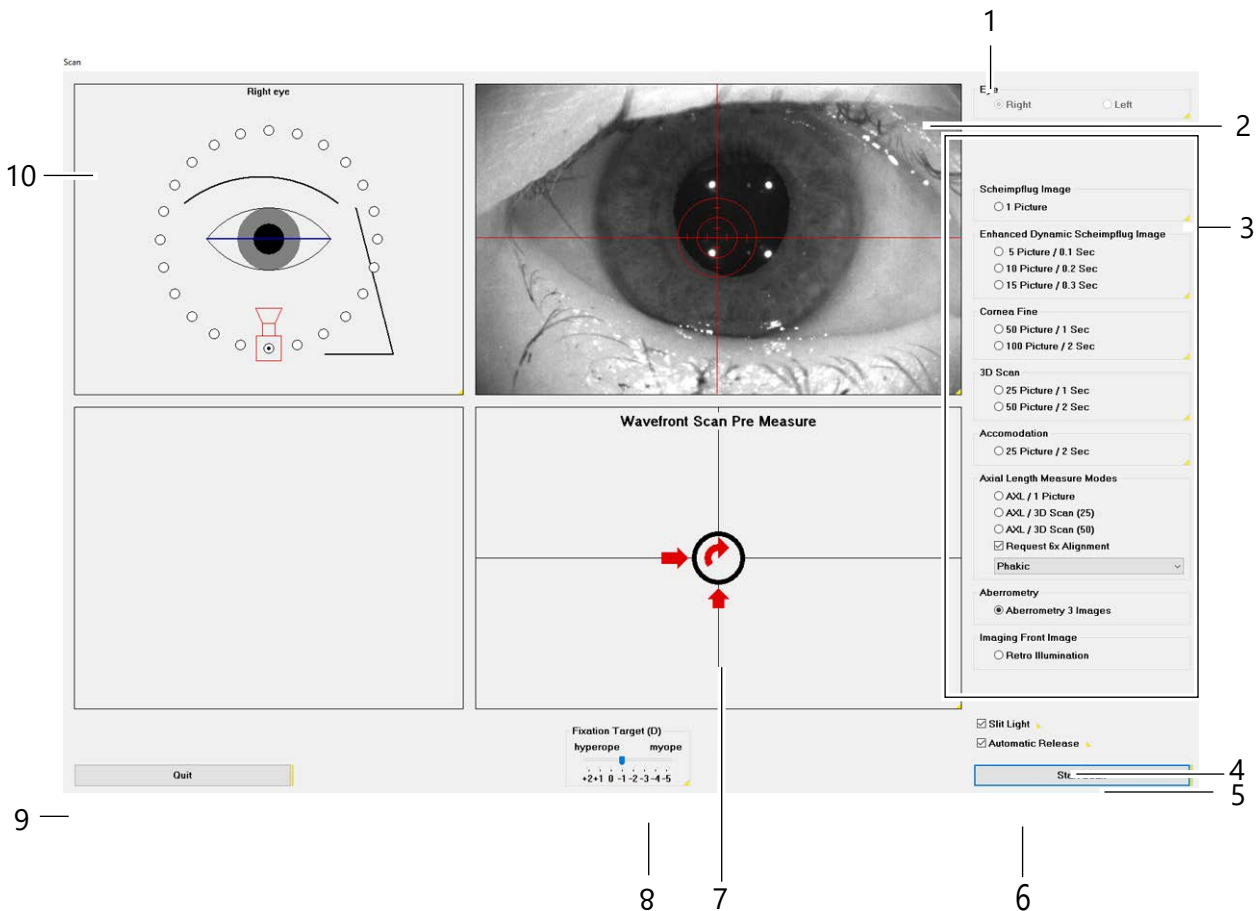 1
Scan
Right eye
Eye
Right Left
2
10
Scheimpflug Image
1 Picture
3
Enhanced Dynamic Scheimpflug Image
5 Picture / 0.1 Sec
10 Picture / 0.2 Sec
15 Picture / 0.3 Sec
Cornea Fine
50 Picture / 1 Sec
100 Picture / 2 Sec
3D Scan
25 Picture / 1 Sec
50 Picture / 2 Sec
Wavefront Scan Pre Measure
Accomodation
25 Picture / 2 Sec
Axial Length Measure Modes
AXL / 1 Picture
AXL / 3D Scan (25)
AXL / 3D Scan (50)
Request 6x Alignment
Phakic
Aberrometry
Aberrometry 3 Images
Imaging Front Image
Retro Illumination
Slit Light
Automatic Release
Fixation Target (D)
hyperope myope
+2 +1 0 -1 -2 -3 -4 -5
Quit
4
5
9
8
7
6